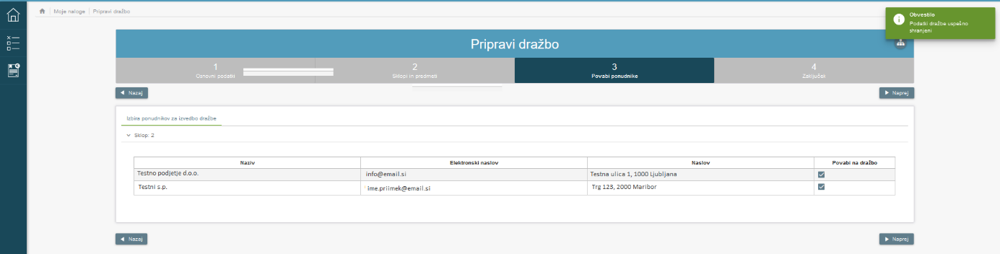 Moje naloge Pripravi dražbo
Obvestilo
Podatki dražbe uspešno
shranjeni
Pripravi dražbo
1 2 3 4
Osnovni podatki Sklopi in predmeti Povabi ponudnike Zaključek
Nazaj Naprej
Izbira ponudnikov za izvedbo dražbe
Sklop: 2
Naziv Elektronski naslov Naslov Povabi na dražbo
Testno podjetje d.o.o. info@email.si Testna ulica 1, 1000 Ljubljana
Testni s.p. ime.priimek@email.si Trg 123, 2000 Maribor
Nazaj Naprej